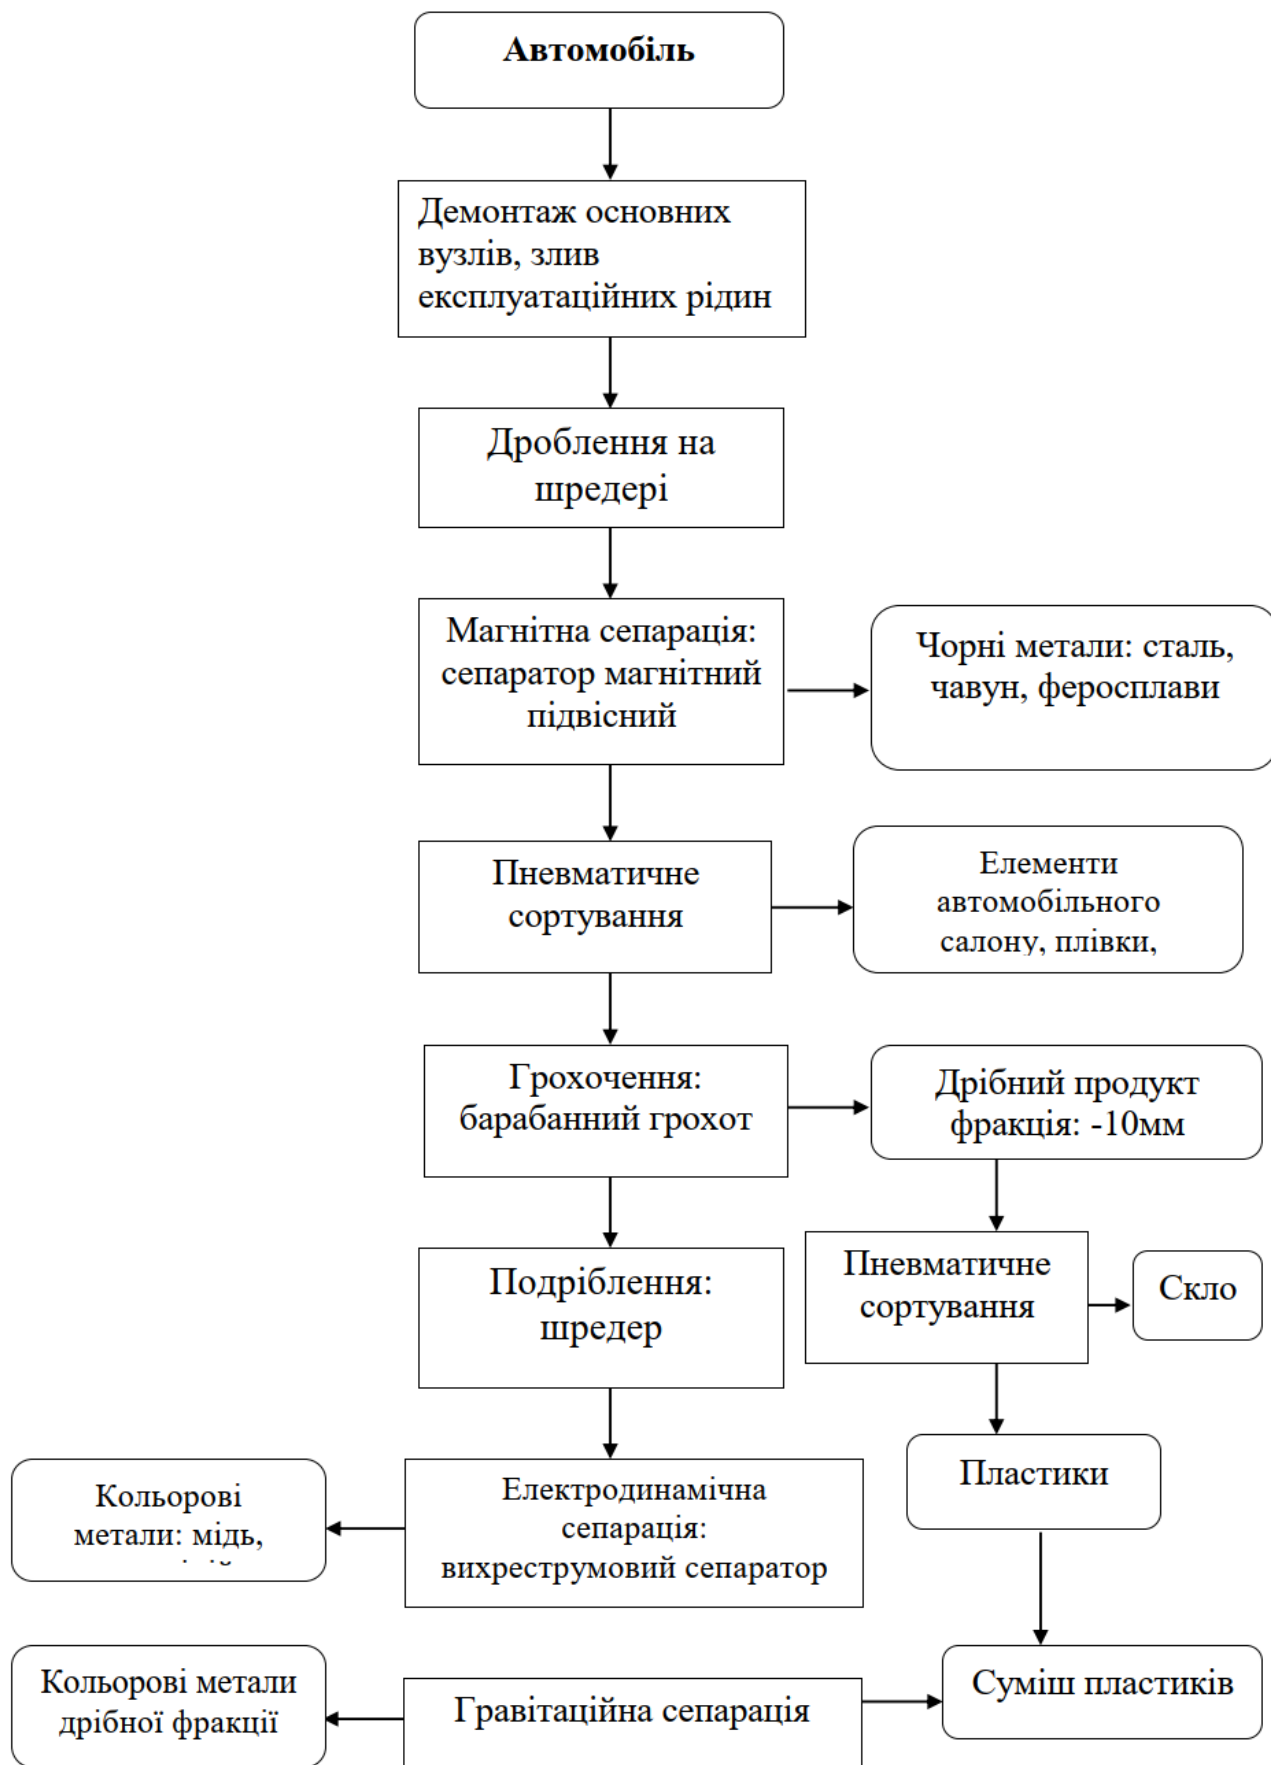 Автомобіль
Демонтаж основних
вузлів, злив
експлуатаційних рідин
Дроблення на
шредері
Магнітна сепарація:
сепаратор магнітний
підвісний
Чорні метали: сталь,
чавун, феросплави
Пневматичне
сортування
Елементи
автомобільного
салону, плівки,
Грохочення:
барабанний грохот
Дрібний продукт
фракція: -10мм
Подріблення:
шредер
Пневматичне
сортування
Скло
Пластики
Кольорові
метали: мідь,
Електродинамічна
сепарація:
вихреструмовий сепаратор
Кольорові метали
дрібної фракції
Гравітаційна сепарація
Суміш пластиків